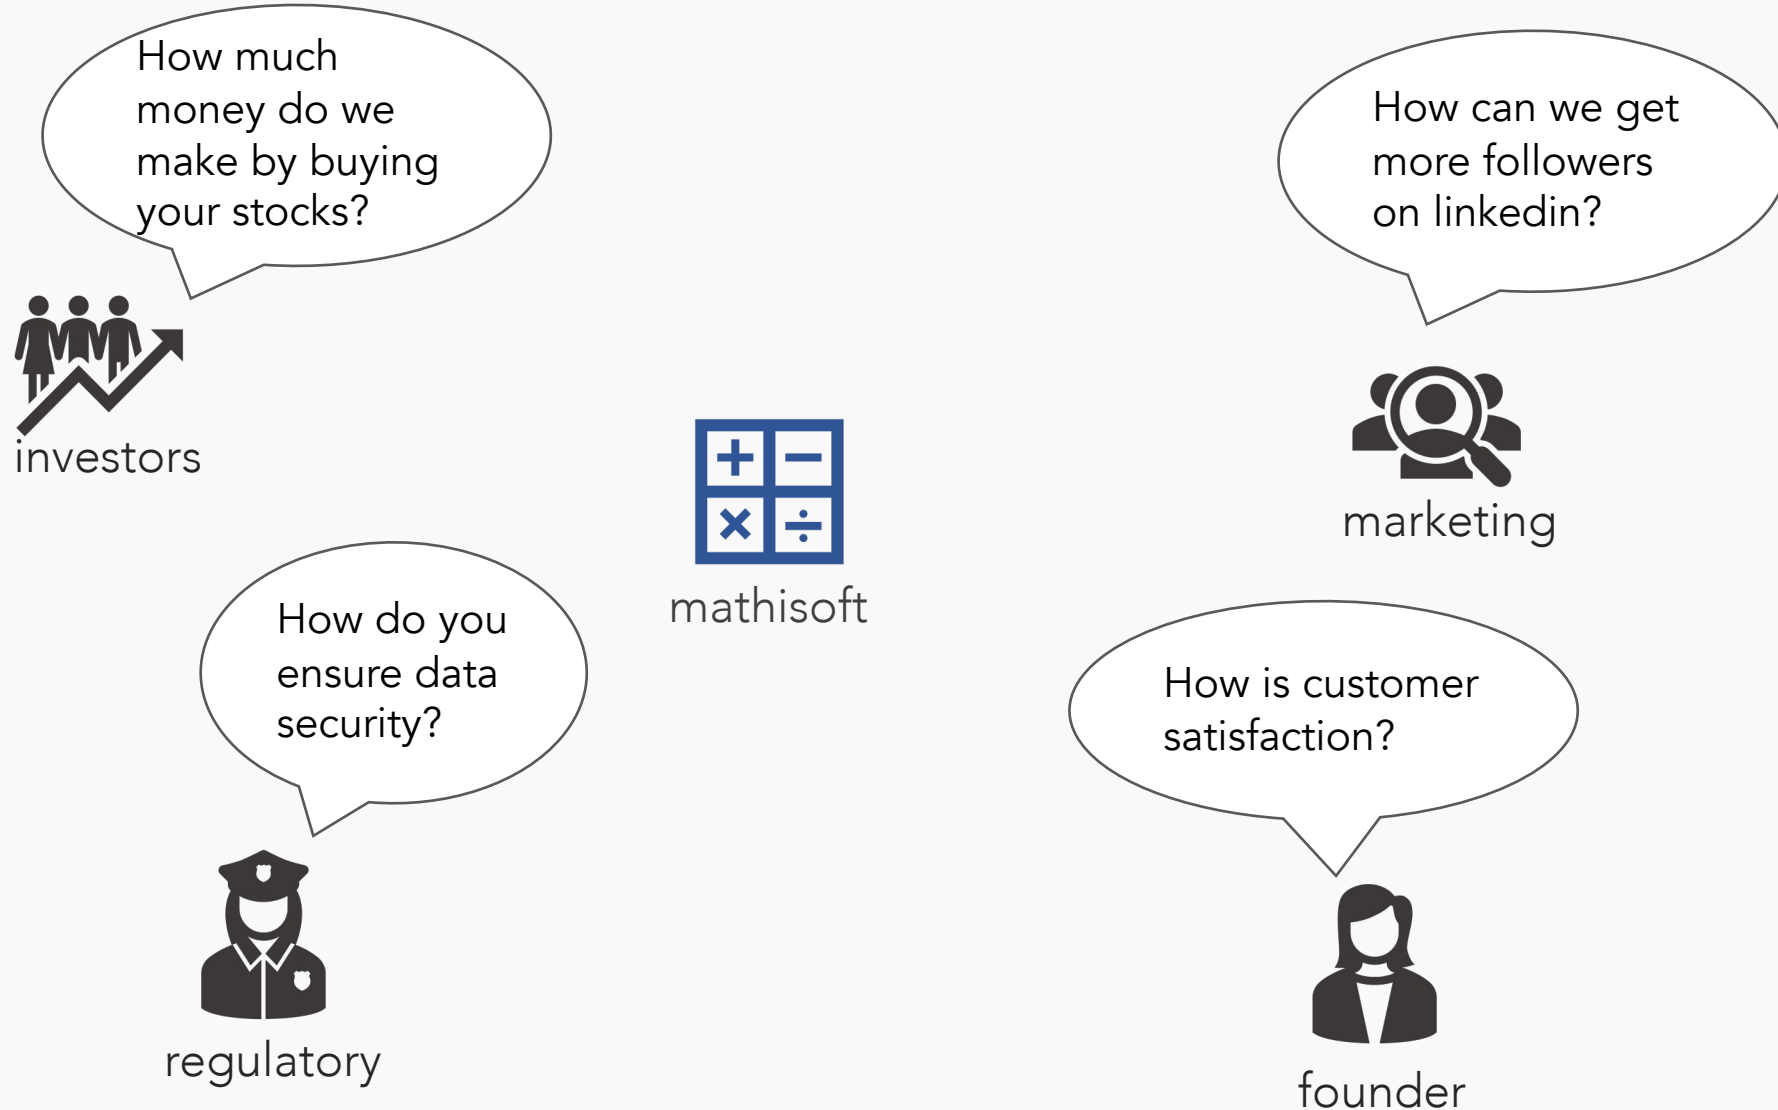 How much
money do we
make by buying
your stocks?
investors
How can we get
more followers
on linkedin?
marketing
mathisoft
How do you
ensure data
security?
regulatory
How is customer
satisfaction?
founder